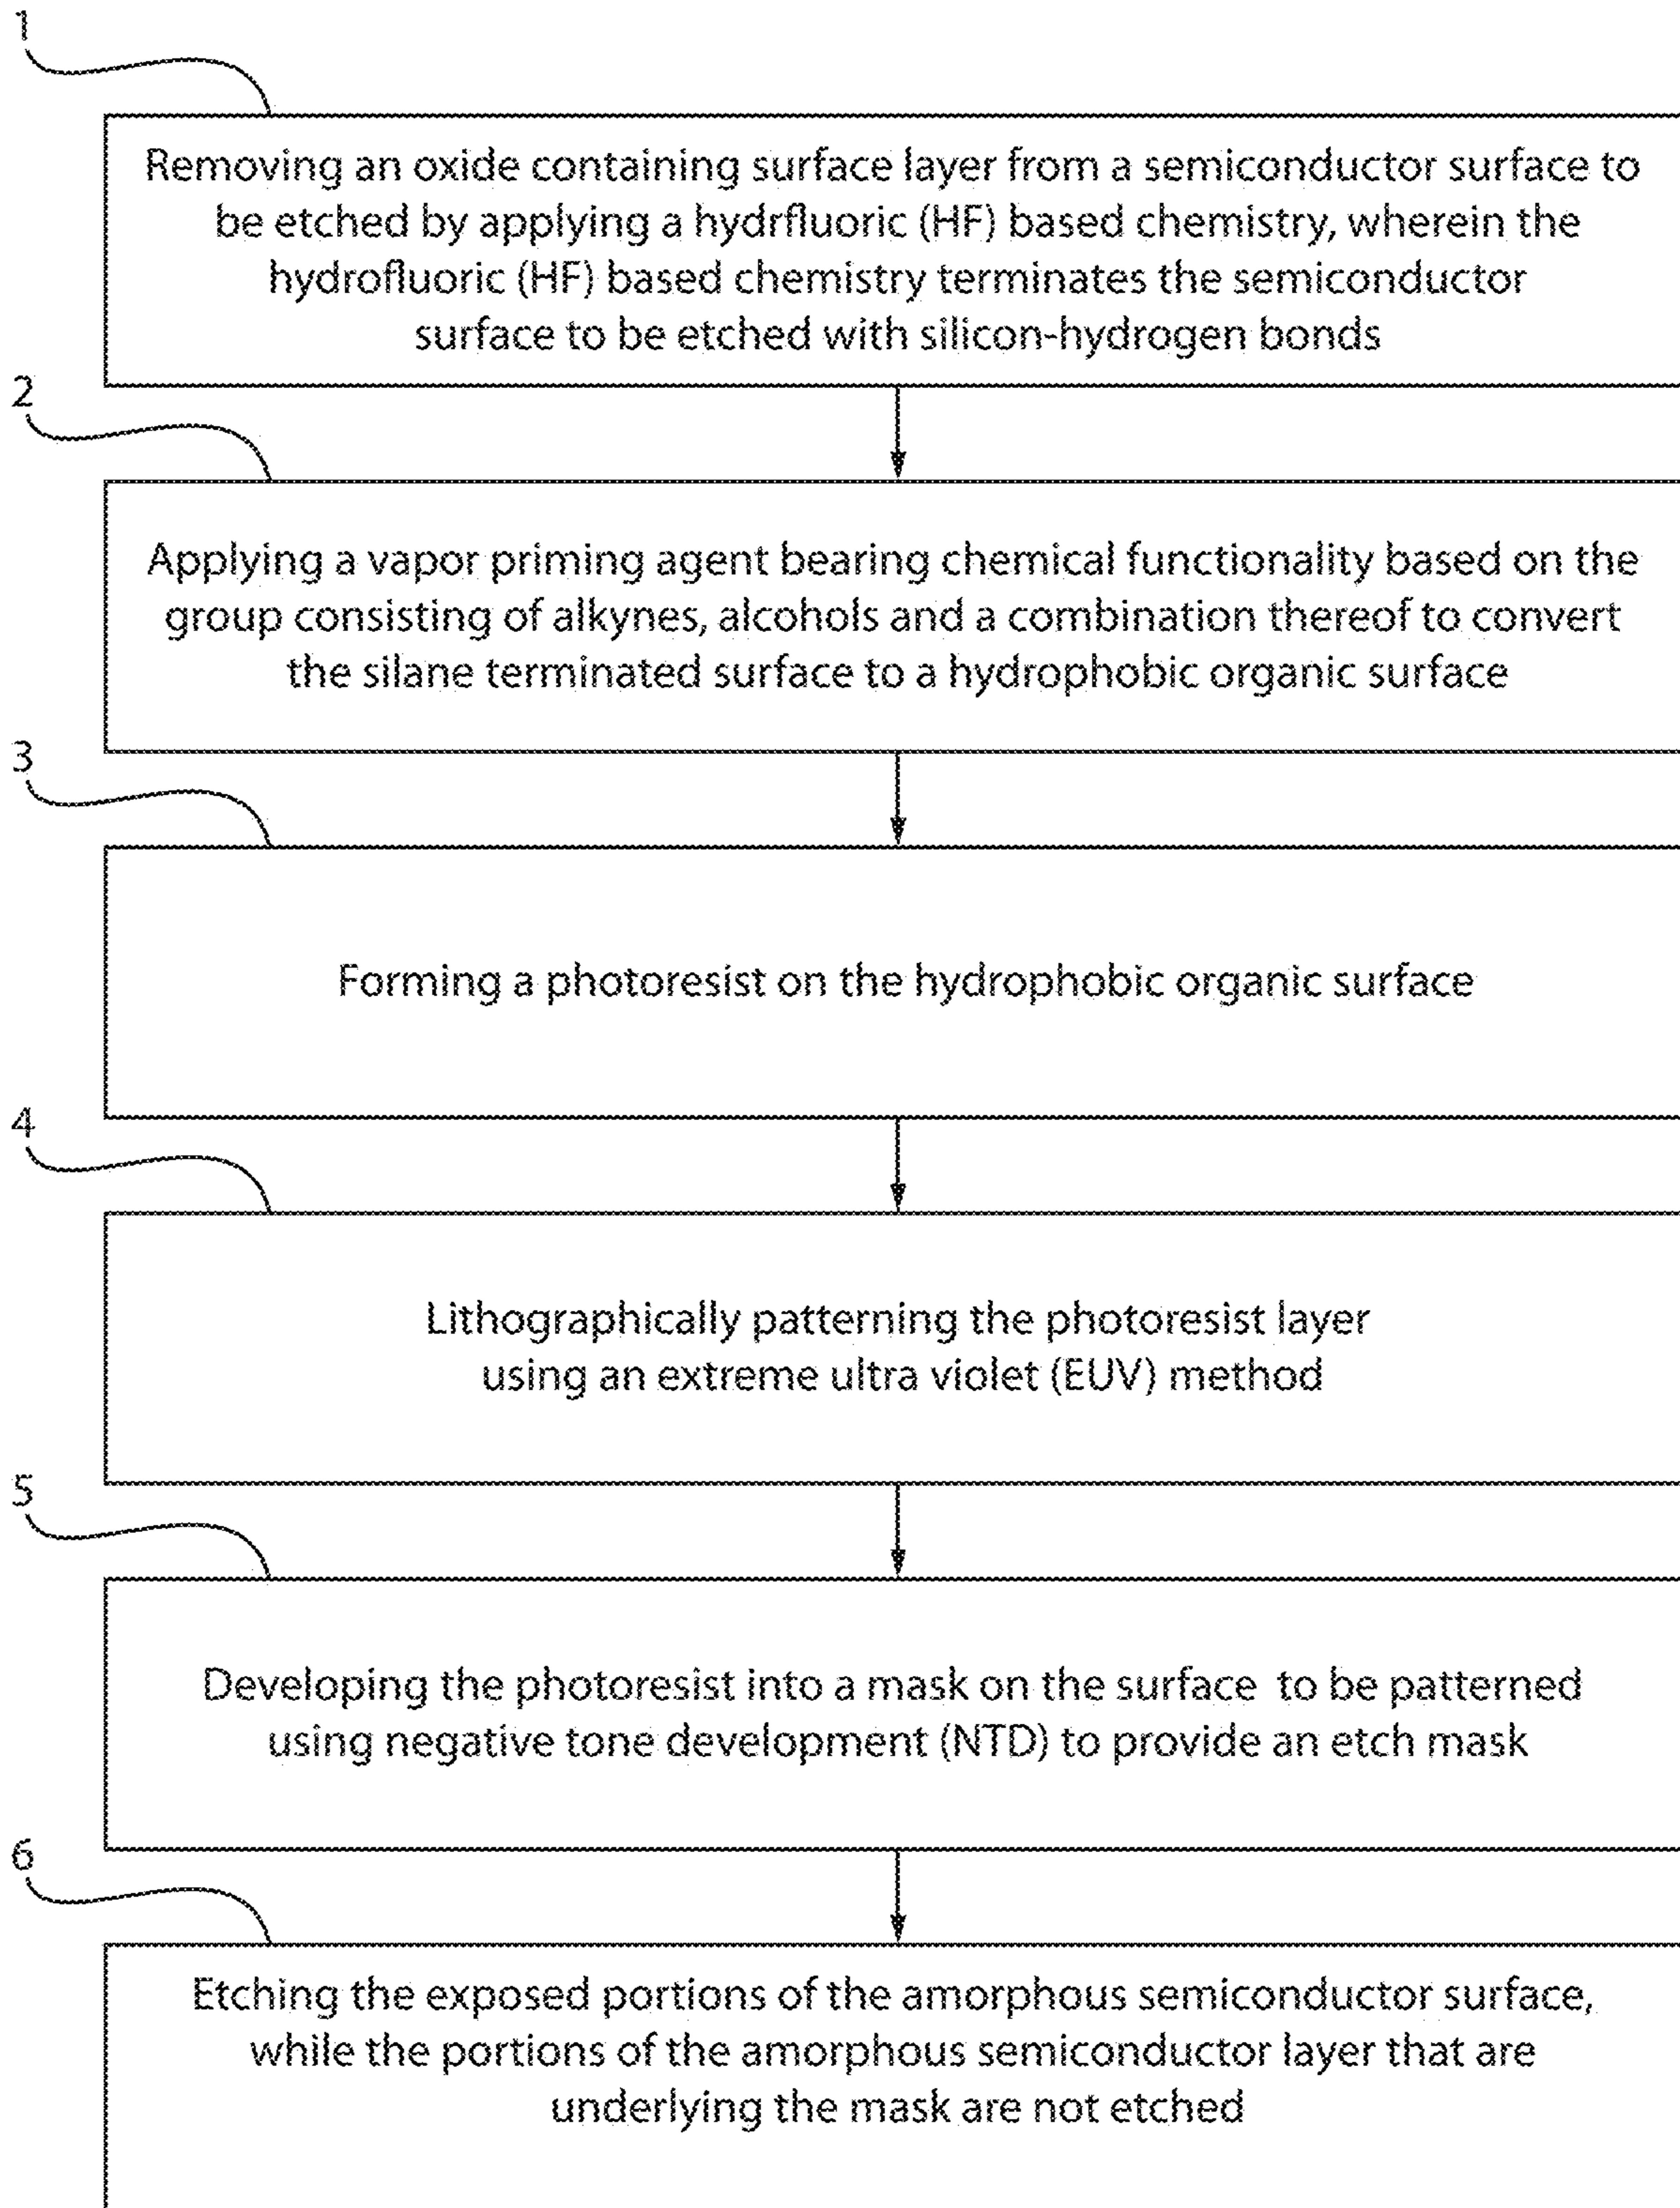 1
Removing an oxide containing surface layer from a semiconductor surface to
be etched by applying a hydrfluoric (HF) based chemistry, wherein the
hydrofluoric (HF) based chemistry terminates the semiconductor
surface to be etched with silicon-hydrogen bonds
2
Applying a vapor priming agent bearing chemical functionality based on the
group consisting of alkynes, alcohols and a combination thereof to convert
the silane terminated surface to a hydrophobic organic surface
3
Forming a photoresist on the hydrophobic organic surface
4
Lithographically patterning the photoresist layer
using an extreme ultra violet (EUV) method
5
Developing the photoresist into a mask on the surface to be patterned
using negative tone development (NTD) to provide an etch mask
6
Etching the exposed portions of the amorphous semiconductor surface,
while the portions of the amorphous semiconductor layer that are
underlying the mask are not etched